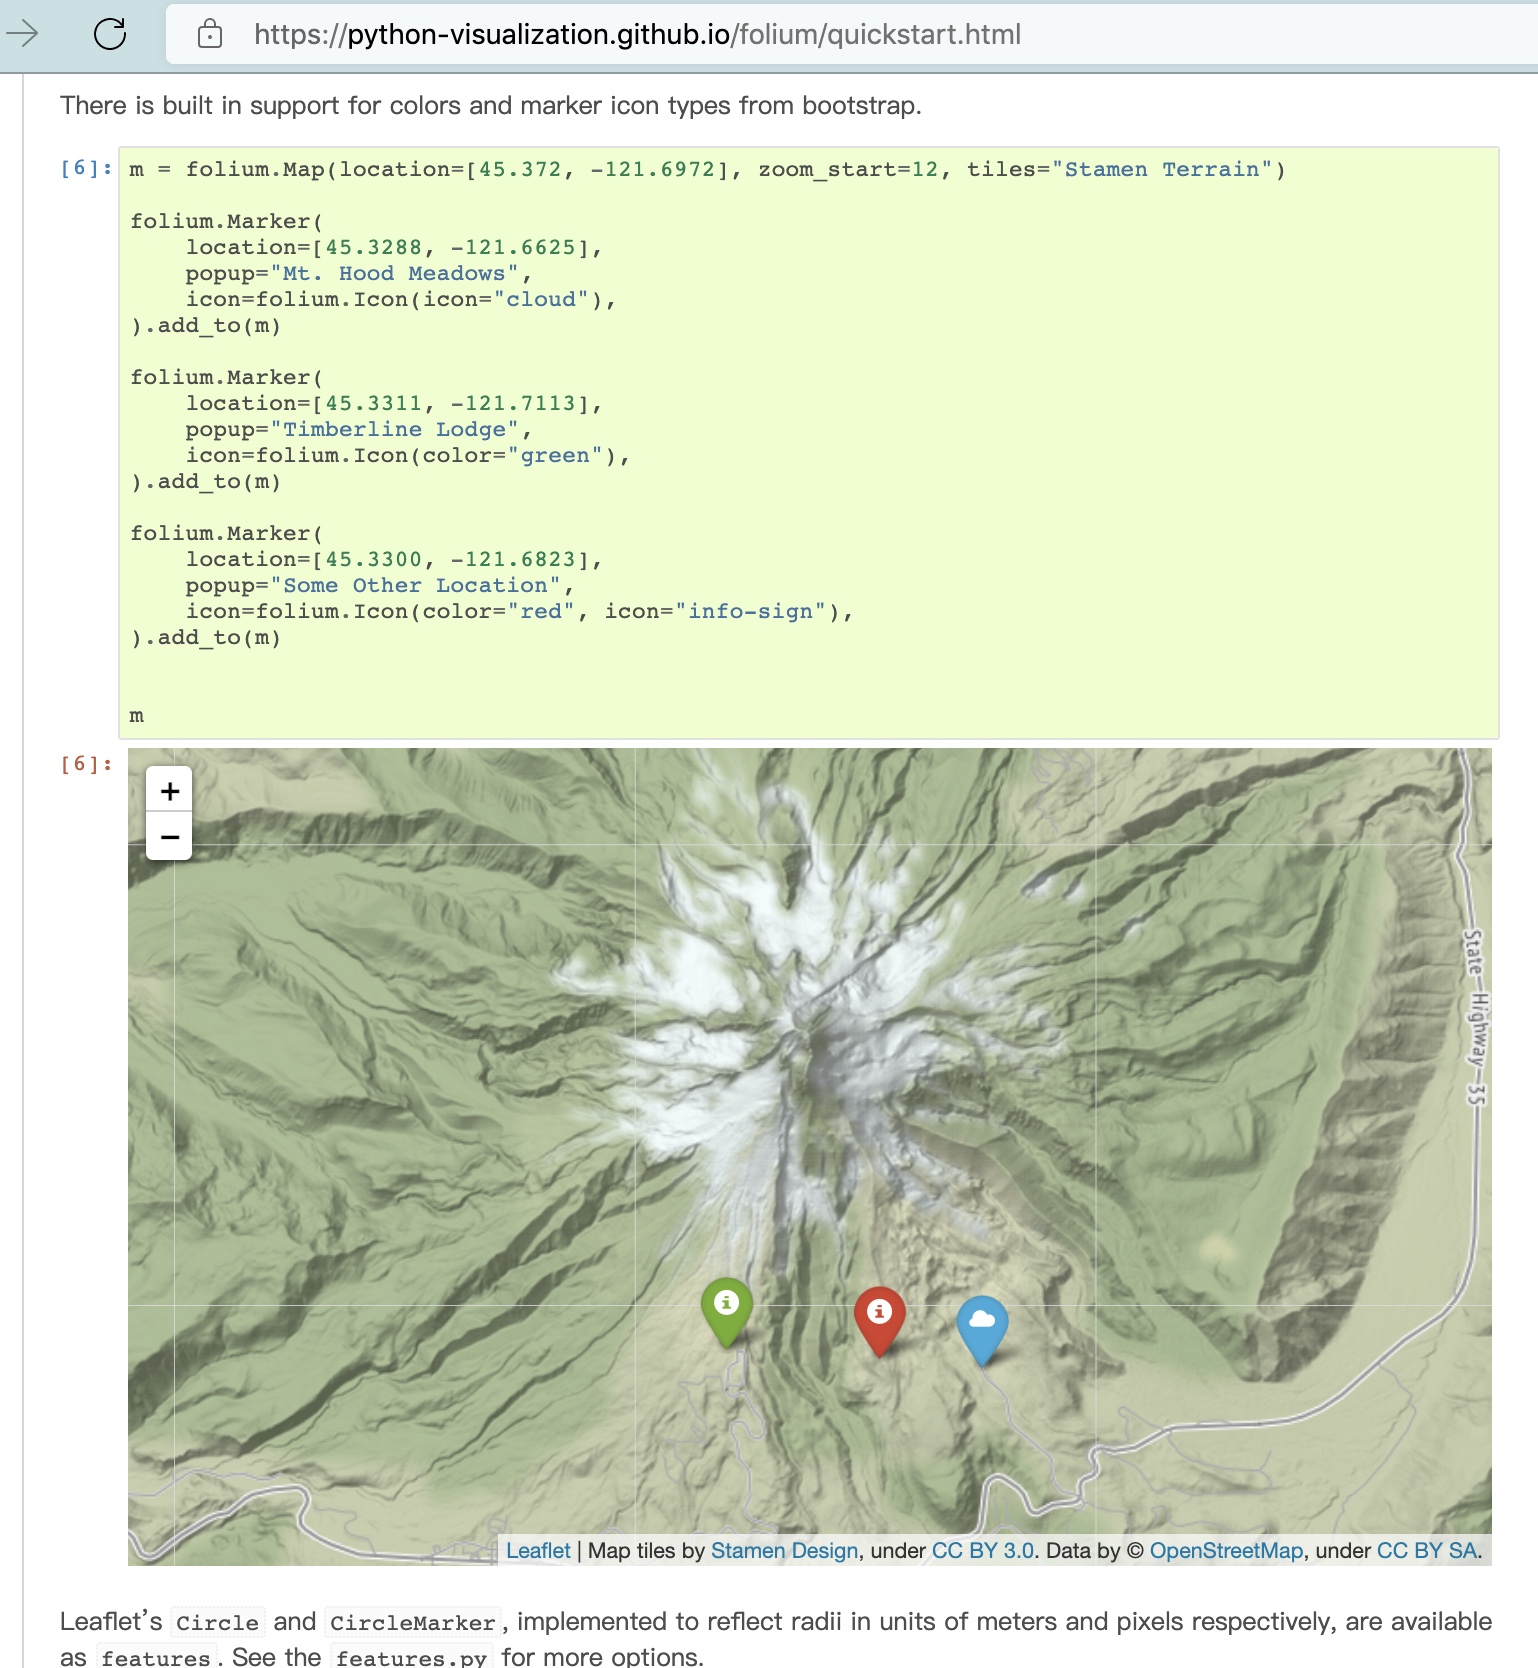 https://python-visualization.github.io/folium/quickstart.html
There is built in support for colors and marker icon types from bootstrap.
[6]:
m = folium.Map(location=[45.372, -121.6972], zoom_start=12, tiles="Stamen Terrain")
folium.Marker(
    location=[45.3288, -121.6625],
    popup="Mt. Hood Meadows",
    icon=folium.Icon(icon="cloud"),
).add_to(m)
folium.Marker(
    location=[45.3311, -121.7113],
    popup="Timberline Lodge",
    icon=folium.Icon(color="green"),
).add_to(m)
folium.Marker(
    location=[45.3300, -121.6823],
    popup="Some Other Location",
    icon=folium.Icon(color="red", icon="info-sign"),
).add_to(m)
m
[6]:
+
−
State Highway 35
Leaflet | Map tiles by Stamen Design, under CC BY 3.0. Data by © OpenStreetMap, under CC BY SA.
Leaflet’s Circle and CircleMarker, implemented to reflect radii in units of meters and pixels respectively, are available
as features. See the features.py for more options.